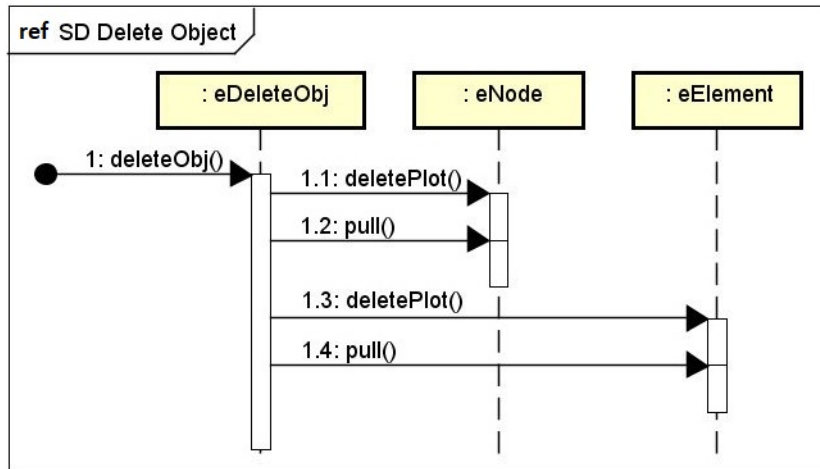 ref SD Delete Object
: eDeleteObj
: eNode
: eElement
1: deleteObj()
1.1: deletePlot()
1.2: pull()
1.3: deletePlot()
1.4: pull()